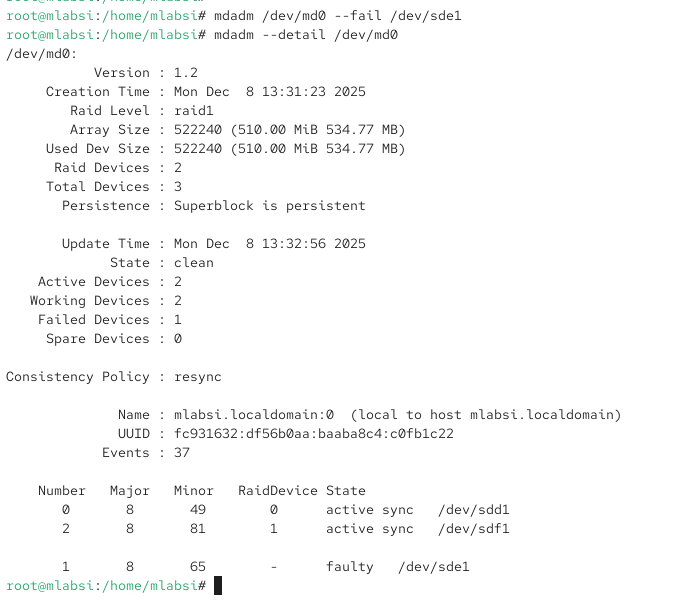 root@mlabsi:/home/mlabsi# mdadm /dev/md0 --fail /dev/sde1
root@mlabsi:/home/mlabsi# mdadm --detail /dev/md0
/dev/md0:
           Version : 1.2
     Creation Time : Mon Dec  8 13:31:23 2025
        Raid Level : raid1
        Array Size : 522240 (510.00 MiB 534.77 MB)
     Used Dev Size : 522240 (510.00 MiB 534.77 MB)
      Raid Devices : 2
     Total Devices : 3
       Persistence : Superblock is persistent

       Update Time : Mon Dec  8 13:32:56 2025
             State : clean
    Active Devices : 2
   Working Devices : 2
    Failed Devices : 1
     Spare Devices : 0

Consistency Policy : resync

              Name : mlabsi.localdomain:0  (local to host mlabsi.localdomain)
              UUID : fc931632:df56b0aa:baaba8c4:c0fb1c22
            Events : 37

    Number   Major   Minor   RaidDevice State
       0       8       49        0      active sync   /dev/sdd1
       2       8       81        1      active sync   /dev/sdf1

       1       8       65        -      faulty   /dev/sde1
root@mlabsi:/home/mlabsi#